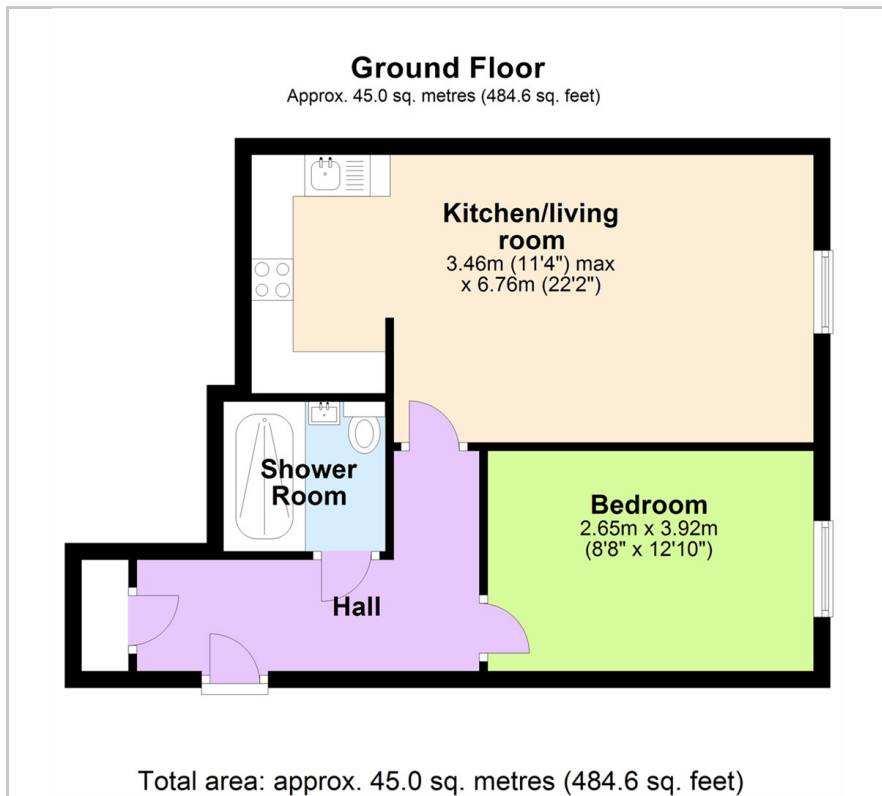 Ground Floor
Approx. 45.0 sq. metres (484.6 sq. feet)
Kitchen/living
room
3.46m (11'4") max
x 6.76m (22'2")
Shower
Room
Bedroom
2.65m x 3.92m
(8'8" x 12'10")
Hall
Total area: approx. 45.0 sq. metres (484.6 sq. feet)